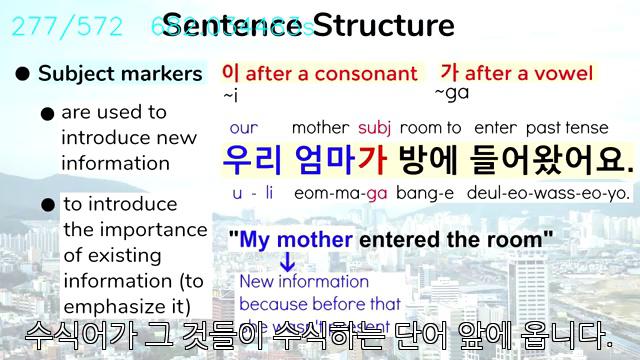 277/572
Sentence Structure
Subject markers
이 after a consonant
가 after a vowel
~i
~ga
are used to
introduce new
information
our mother subj room to enter past tense
우리 엄마가 방에 들어왔어요.
u - li eom-ma-ga bang-e deul-eo-wass-eo-yo.
to introduce
the importance
of existing
information (to
emphasize it)
"My mother entered the room"
New information
because before that
수식어가 그 것들이 수식하는 단어 앞에 옵니다.